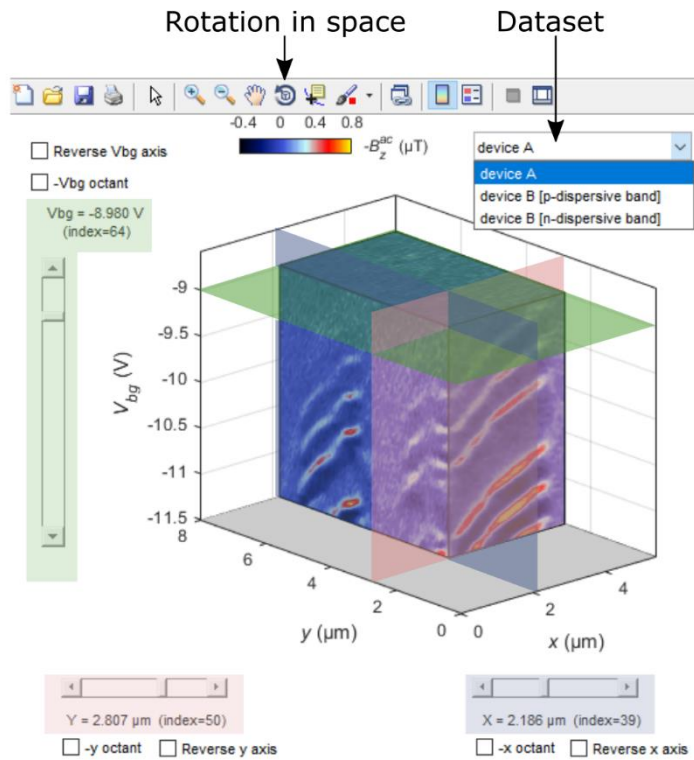 Rotation in space
Dataset
-0.4 0 0.4 0.8
-B_z^ac (μT)
Reverse Vbg axis
-Vbg octant
device A
device A
device B [p-dispersive band]
device B [n-dispersive band]
Vbg = -8.980 V
(index=64)
-9
-9.5
-10
-10.5
-11
-11.5
V_bg (V)
8
6
4
2
0
y (μm)
0
2
4
x (μm)
Y = 2.807 μm (index=50)
-y octant
Reverse y axis
X = 2.186 μm (index=39)
-x octant
Reverse x axis